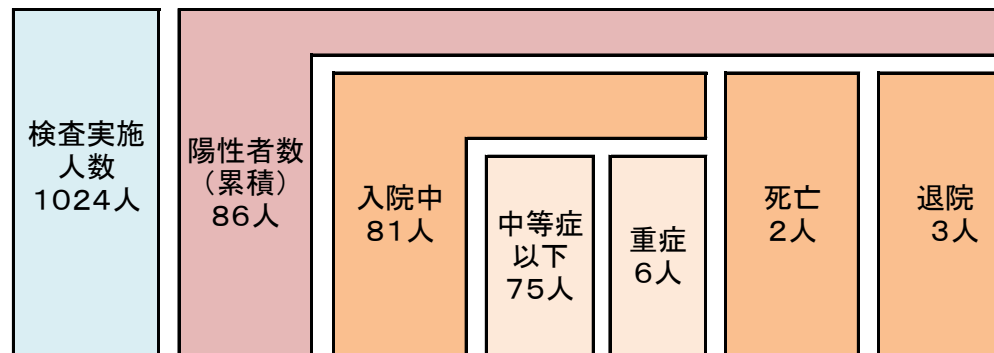 検査実施
人数
1024人
陽性者数
（累積）
86人
入院中
81人
中等症
以下
75人
重症
6人
死亡
2人
退院
3人